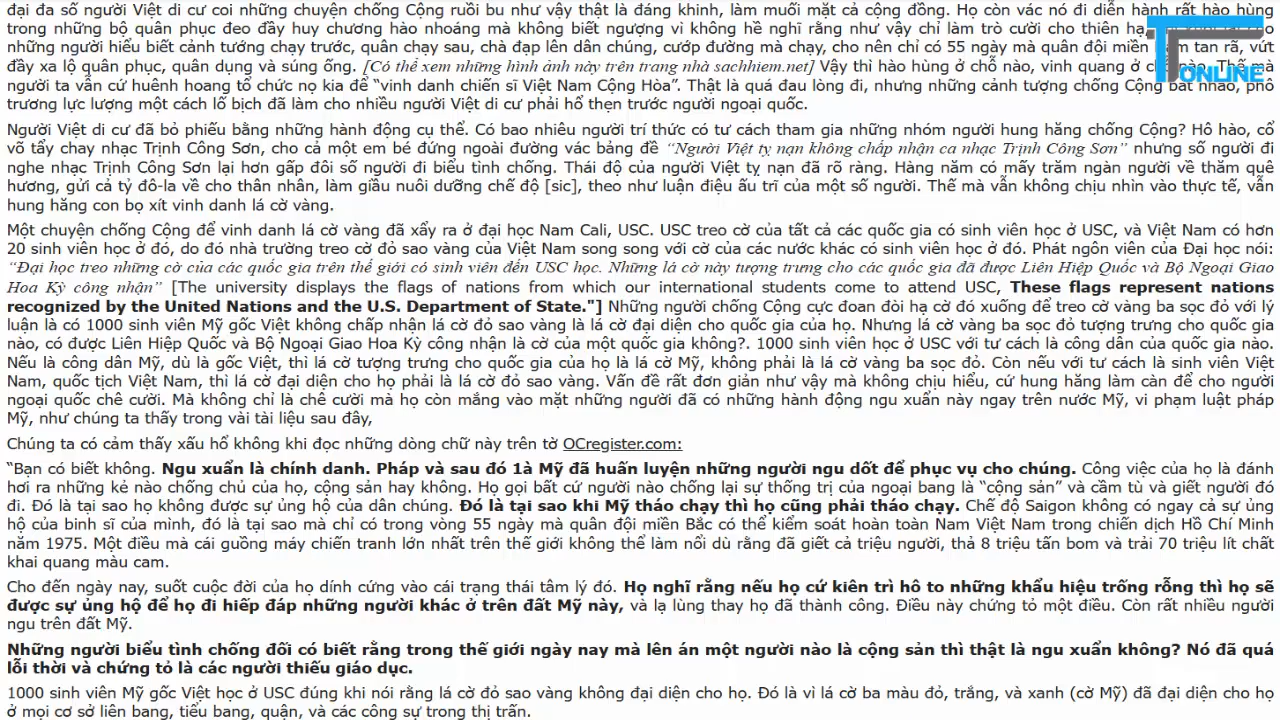 đại đa số người Việt di cư coi những chuyện chống Cộng ruồi bu như vậy thật là đáng khinh, làm muối mặt cả cộng đồng. Họ còn vác nó đi diễn hành rất hào hùng
trong những bộ quân phục đeo đầy huy chương hào nhoáng mà không biết ngượng vì không hề nghĩ rằng như vậy chỉ làm trò cười cho thiên hạ,
những người hiểu biết cảnh tướng chạy trước, quân chạy sau, chà đạp lên dân chúng, cướp đường mà chạy, cho nên chỉ có 55 ngày mà quân đội miền tan rã, vứt
đầy xa lộ quân phục, quân dụng và súng ống. [Có thể xem những hình ảnh này trên trang nhà sachhiem.net] Vậy thì hào hùng ở chỗ nào, vinh quang ở chỗ nào. Thế mà
người ta vẫn cứ huênh hoang tổ chức nọ kia để “vinh danh chiến sĩ Việt Nam Cộng Hòa”. Thật là quá đau lòng đi, nhưng những cảnh tượng chống Cộng bát nháo, phô
trương lực lượng một cách lố bịch đã làm cho nhiều người Việt di cư phải hổ thẹn trước người ngoại quốc.
Người Việt di cư đã bỏ phiếu bằng những hành động cụ thể. Có bao nhiêu người trí thức có tư cách tham gia những nhóm người hung hăng chống Cộng? Hô hào, cổ
võ tẩy chay nhạc Trịnh Công Sơn, cho cả một em bé đứng ngoài đường vác bảng đề “Người Việt tỵ nạn không chấp nhận ca nhạc Trịnh Công Sơn” nhưng số người đi
nghe nhạc Trịnh Công Sơn lại hơn gấp đôi số người đi biểu tình chống. Thái độ của người Việt tỵ nạn đã rõ ràng. Hàng năm có mấy trăm ngàn người về thăm quê
hương, gửi cả tỷ đô-la về cho thân nhân, làm giầu nuôi dưỡng chế độ [sic], theo như luận điệu ấu trĩ của một số người. Thế mà vẫn không chịu nhìn vào thực tế, vẫn
hung hăng con bọ xít vinh danh lá cờ vàng.
Một chuyện chống Cộng để vinh danh lá cờ vàng đã xẩy ra ở đại học Nam Cali, USC. USC treo cờ của tất cả các quốc gia có sinh viên học ở USC, và Việt Nam có hơn
20 sinh viên học ở đó, do đó nhà trường treo cờ đỏ sao vàng của Việt Nam song song với cờ của các nước khác có sinh viên học ở đó. Phát ngôn viên của Đại học nói:
“Đại học treo những cờ của các quốc gia trên thế giới có sinh viên đến USC học. Những lá cờ này tượng trưng cho các quốc gia đã được Liên Hiệp Quốc và Bộ Ngoại Giao
Hoa Kỳ công nhận” [The university displays the flags of nations from which our international students come to attend USC, These flags represent nations
recognized by the United Nations and the U.S. Department of State."] Những người chống Cộng cực đoan đòi hạ cờ đó xuống để treo cờ vàng ba sọc đỏ với lý
luận là có 1000 sinh viên Mỹ gốc Việt không chấp nhận lá cờ đỏ sao vàng là lá cờ đại diện cho quốc gia của họ. Nhưng lá cờ vàng ba sọc đỏ tượng trưng cho quốc gia
nào, có được Liên Hiệp Quốc và Bộ Ngoại Giao Hoa Kỳ công nhận là cờ của một quốc gia không?. 1000 sinh viên học ở USC với tư cách là công dân của quốc gia nào.
Nếu là công dân Mỹ, dù là gốc Việt, thì lá cờ tượng trưng cho quốc gia của họ là lá cờ Mỹ, không phải là lá cờ vàng ba sọc đỏ. Còn nếu với tư cách là sinh viên Việt
Nam, quốc tịch Việt Nam, thì lá cờ đại diện cho họ phải là lá cờ đỏ sao vàng. Vấn đề rất đơn giản như vậy mà không chịu hiểu, cứ hung hăng làm càn để cho người
ngoại quốc chê cười. Mà không chỉ là chê cười mà họ còn mắng vào mặt những người đã có những hành động ngu xuẩn này ngay trên nước Mỹ, vi phạm luật pháp
Mỹ, như chúng ta thấy trong vài tài liệu sau đây,
Chúng ta có cảm thấy xấu hổ không khi đọc những dòng chữ này trên tờ OCregister.com:
“Bạn có biết không. Ngu xuẩn là chính danh. Pháp và sau đó 1à Mỹ đã huấn luyện những người ngu dốt để phục vụ cho chúng. Công việc của họ là đánh
hơi ra những kẻ nào chống chủ của họ, cộng sản hay không. Họ gọi bất cứ người nào chống lại sự thống trị của ngoại bang là “cộng sản” và cầm tù và giết người đó
đi. Đó là tại sao họ không được sự ủng hộ của dân chúng. Đó là tại sao khi Mỹ tháo chạy thì họ cũng phải tháo chạy. Chế độ Saigon không có ngay cả sự ủng
hộ của binh sĩ của mình, đó là tại sao mà chỉ có trong vòng 55 ngày mà quân đội miền Bắc có thể kiểm soát hoàn toàn Nam Việt Nam trong chiến dịch Hồ Chí Minh
năm 1975. Một điều mà cái guồng máy chiến tranh lớn nhất trên thế giới không thể làm nổi dù rằng đã giết cả triệu người, thả 8 triệu tấn bom và trải 70 triệu lít chất
khai quang màu cam.
Cho đến ngày nay, suốt cuộc đời của họ dính cứng vào cái trạng thái tâm lý đó. Họ nghĩ rằng nếu họ cứ kiên trì hô to những khẩu hiệu trống rỗng thì họ sẽ
được sự ủng hộ để họ đi hiếp đáp những người khác ở trên đất Mỹ này, và lạ lùng thay họ đã thành công. Điều này chứng tỏ một điều. Còn rất nhiều người
ngu trên đất Mỹ.
Những người biểu tình chống đối có biết rằng trong thế giới ngày nay mà lên án một người nào là cộng sản thì thật là ngu xuẩn không? Nó đã quá
lỗi thời và chứng tỏ là các người thiếu giáo dục.
1000 sinh viên Mỹ gốc Việt học ở USC đúng khi nói rằng lá cờ đỏ sao vàng không đại diện cho họ. Đó là vì lá cờ ba màu đỏ, trắng, và xanh (cờ Mỹ) đã đại diện cho họ
ở mọi cơ sở liên bang, tiểu bang, quận, và các công sự trong thị trấn.
ONLINE